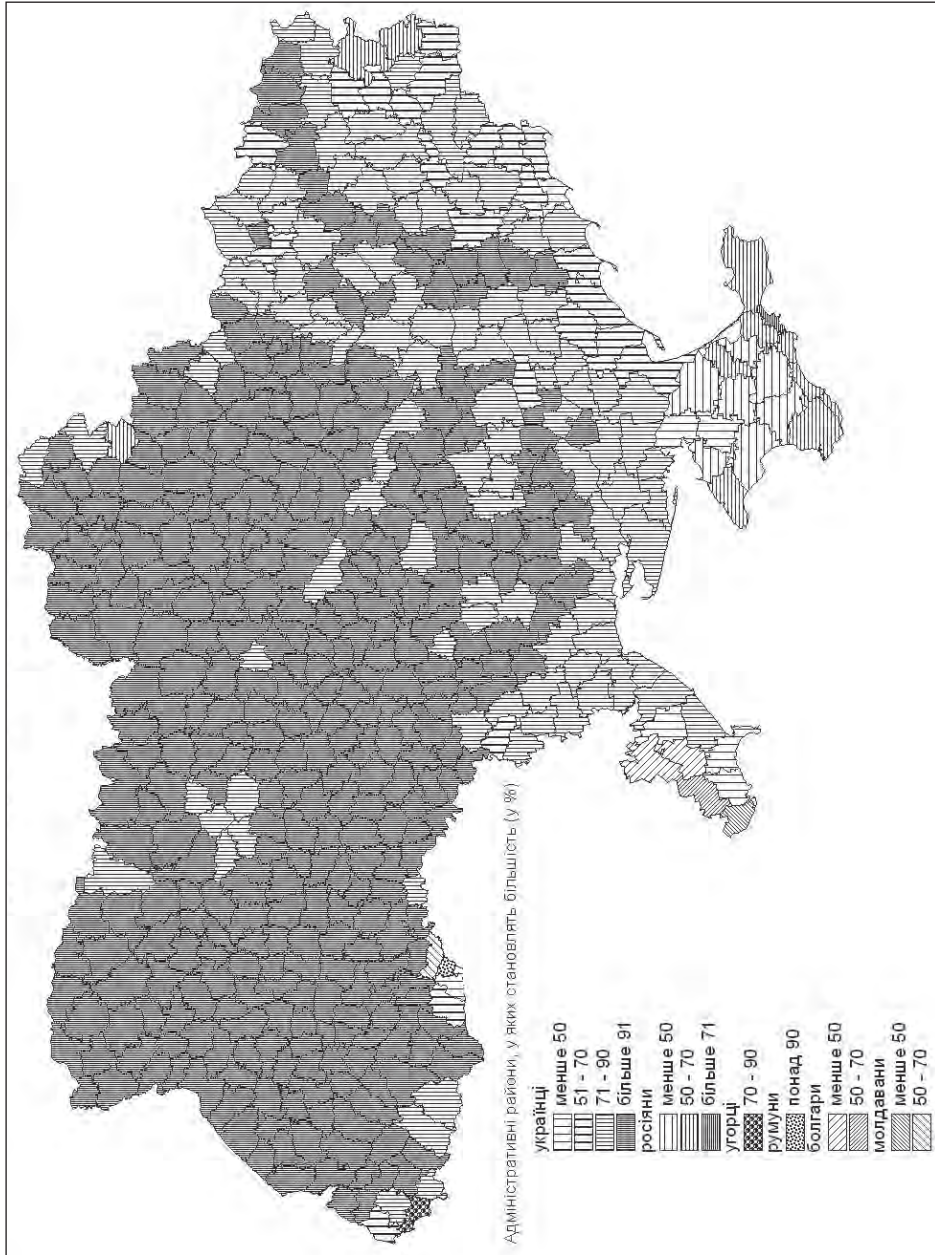 Адміністративні райони, у яких становлять більшість (у %)
українці
менше 50
51 - 70
71 - 90
більше 91
росіяни
менше 50
50 - 70
більше 71
угорці
70 - 90
румуни
понад 90
болгари
менше 50
50 - 70
молдавани
менше 50
50 - 70